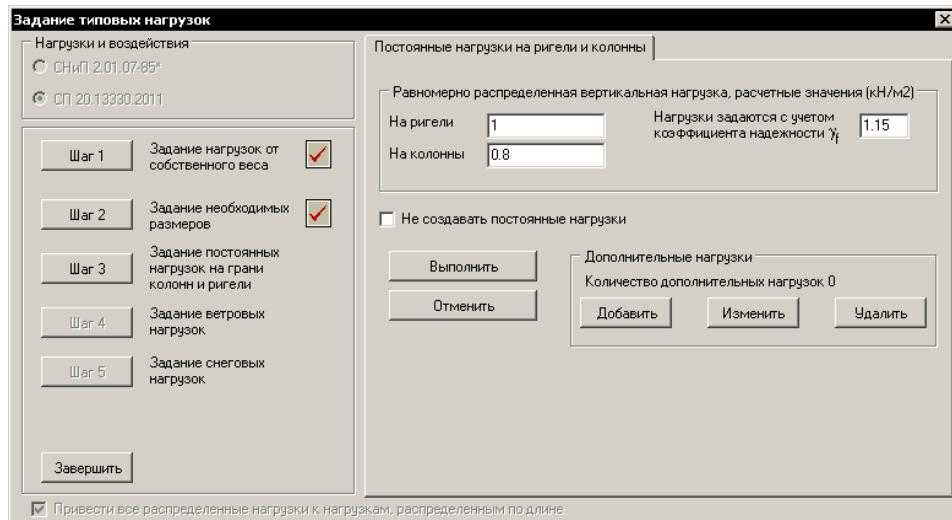 Задание типовых нагрузок
Нагрузки и воздействия
СНиП 2.01.07-85*
СП 20.13330.2011
Шаг 1
Задание нагрузок от
собственного веса
Шаг 2
Задание необходимых
размеров
Шаг 3
Задание постоянных
нагрузок на грани
колонн и ригели
Шаг 4
Задание ветровых
нагрузок
Шаг 5
Задание снеговых
нагрузок
Завершить
Постоянные нагрузки на ригели и колонны
Равномерно распределенная вертикальная нагрузка, расчетные значения (кН/м2)
На ригели
1
На колонны
0.8
Нагрузки задаются с учетом
коэффициента надежности γf
1.15
Не создавать постоянные нагрузки
Выполнить
Отменить
Дополнительные нагрузки
Количество дополнительных нагрузок 0
Добавить
Изменить
Удалить
Привести все распределенные нагрузки к нагрузкам, распределенным по длине